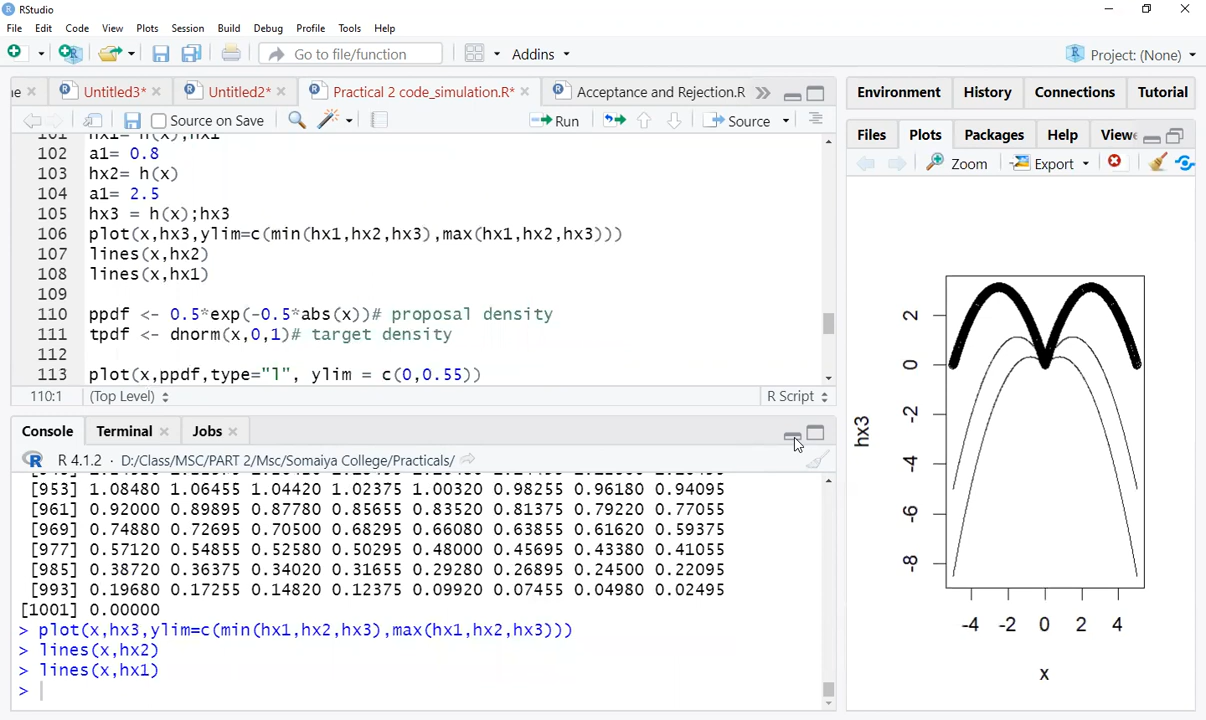 RStudio
File Edit Code View Plots Session Build Debug Profile Tools Help
Go to file/function Addins Project: (None)
Untitled3* Untitled2* Practical 2 code_simulation.R* Acceptance and Rejection.R
Source on Save Run Source
102 a1= 0.8
103 hx2= h(x)
104 a1= 2.5
105 hx3 = h(x);hx3
106 plot(x,hx3,ylim=c(min(hx1,hx2,hx3),max(hx1,hx2,hx3)))
107 lines(x,hx2)
108 lines(x,hx1)
109
110 ppdf <- 0.5*exp(-0.5*abs(x))# proposal density
111 tpdf <- dnorm(x,0,1)# target density
112
113 plot(x,ppdf,type="l", ylim = c(0,0.55))
110:1 (Top Level) R Script
Console Terminal Jobs
R 4.1.2 · D:/Class/MSC/PART 2/Msc/Somaiya College/Practicals/
[953] 1.08480 1.06455 1.04420 1.02375 1.00320 0.98255 0.96180 0.94095
[961] 0.92000 0.89895 0.87780 0.85655 0.83520 0.81375 0.79220 0.77055
[969] 0.74880 0.72695 0.70500 0.68295 0.66080 0.63855 0.61620 0.59375
[977] 0.57120 0.54855 0.52580 0.50295 0.48000 0.45695 0.43380 0.41055
[985] 0.38720 0.36375 0.34020 0.31655 0.29280 0.26895 0.24500 0.22095
[993] 0.19680 0.17255 0.14820 0.12375 0.09920 0.07455 0.04980 0.02495
[1001] 0.00000
> plot(x,hx3,ylim=c(min(hx1,hx2,hx3),max(hx1,hx2,hx3)))
> lines(x,hx2)
> lines(x,hx1)
>
Environment History Connections Tutorial
Files Plots Packages Help Viewe
Zoom Export
hx3
2
0
-2
-4
-6
-8
-4 -2 0 2 4
x